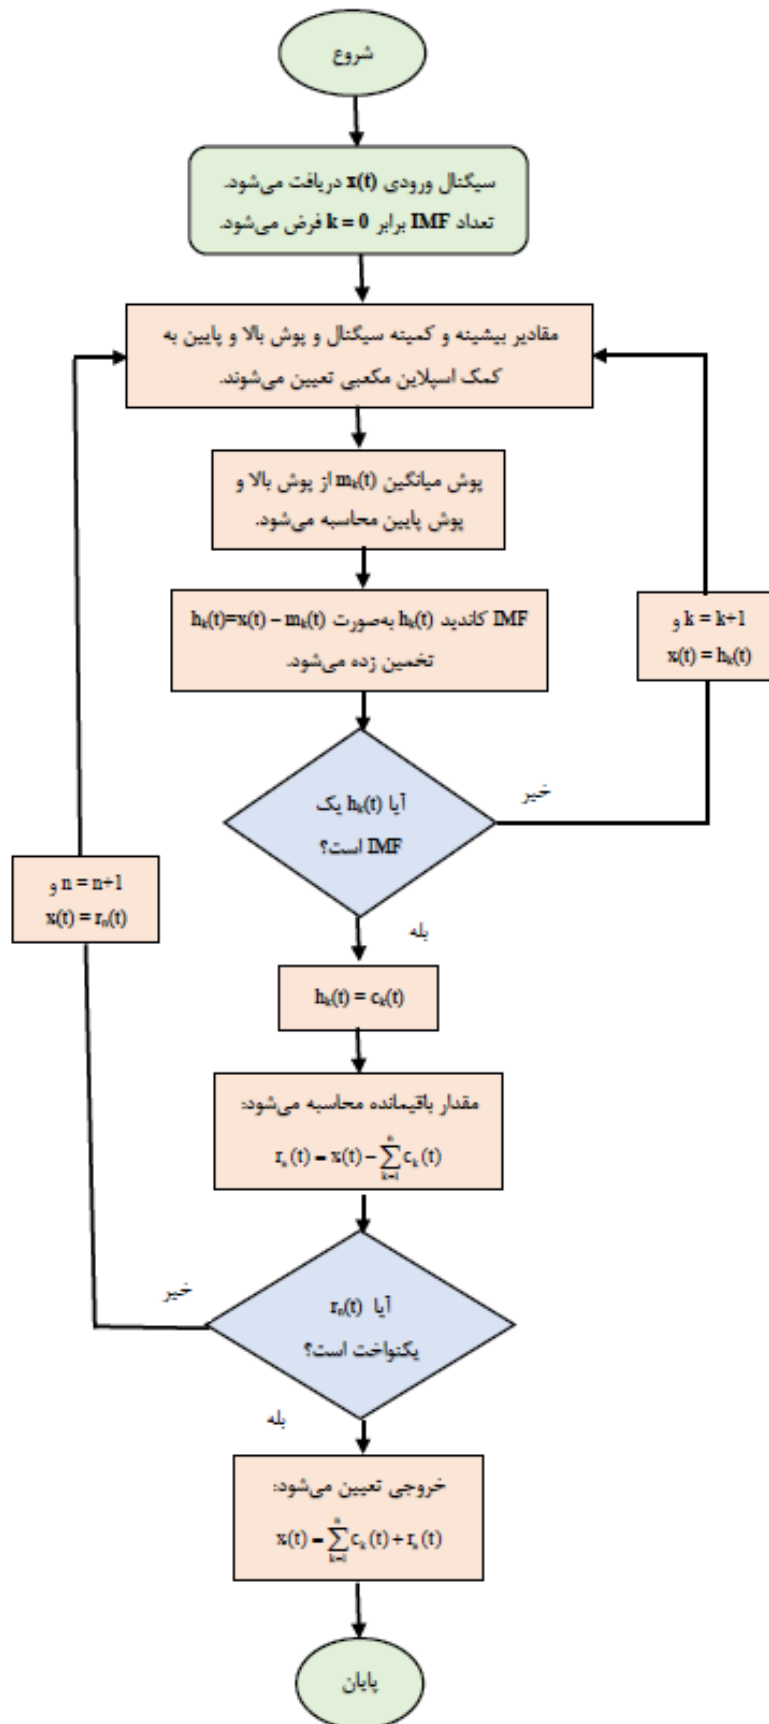 شروع
سیگنال ورودی x(t) دریافت می‌شود.
تعداد IMF برابر k = 0 فرض می‌شود.
مقادیر بیشینه و کمینه سیگنال و پوش بالا و پایین به
کمک اسپلاین مکعبی تعیین می‌شوند.
پوش میانگین mₖ(t) از پوش بالا و
پوش پایین محاسبه می‌شود.
IMF کاندید hₖ(t) به‌صورت hₖ(t)=x(t) – mₖ(t)
تخمین زده می‌شود.
k = k+1 و
x(t) = hₖ(t)
آیا hₖ(t) یک
IMF است؟
خیر
بله
n = n+1 و
x(t) = rₙ(t)
hₖ(t) = cₖ(t)
مقدار باقیمانده محاسبه می‌شود:
rₙ(t) = x(t) − ∑ₖ₌₁ⁿ cₖ(t)
آیا rₙ(t)
یکنواخت است؟
خیر
بله
خروجی تعیین می‌شود:
x(t) = ∑ₖ₌₁ⁿ cₖ(t) + rₙ(t)
پایان